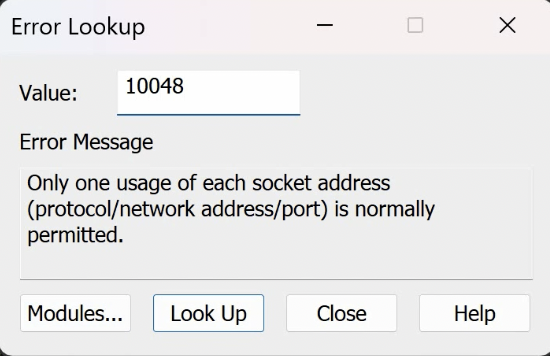 Error Lookup
Value: 10048
Error Message
Only one usage of each socket address
(protocol/network address/port) is normally
permitted.
Modules... Look Up Close Help